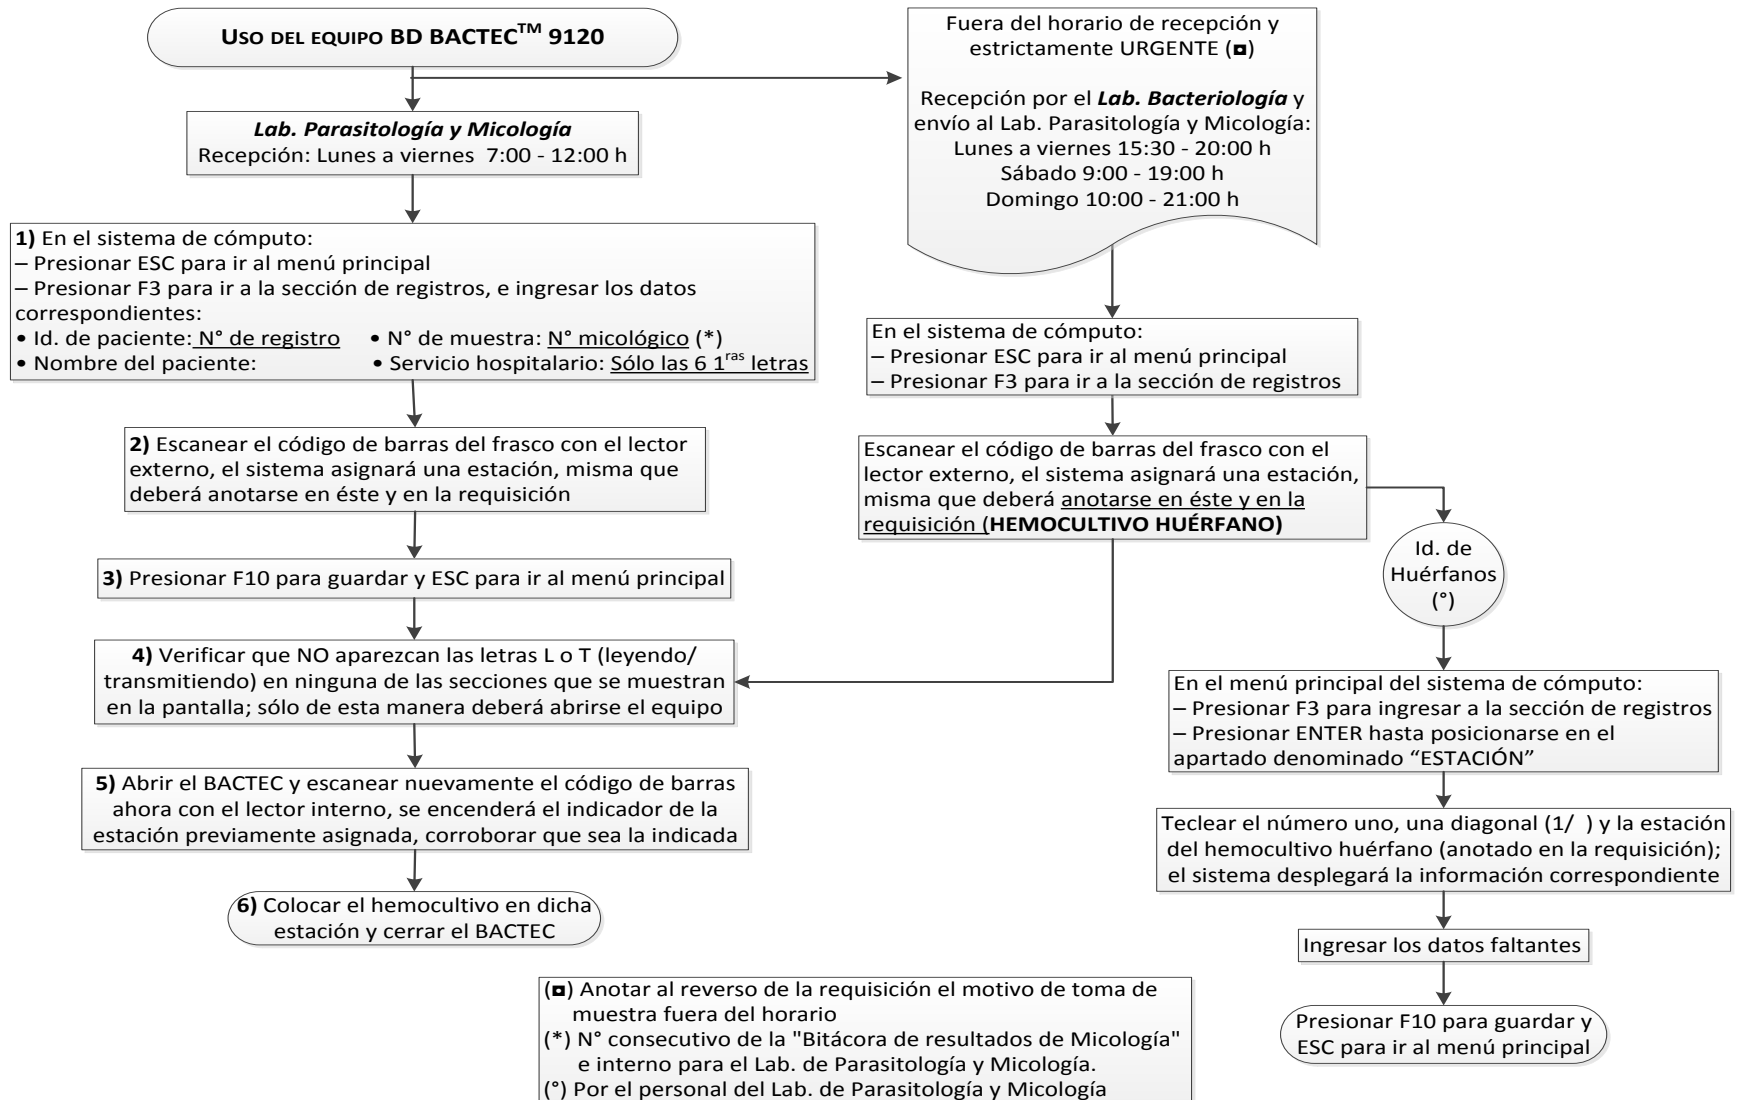 USO DEL EQUIPO BD BACTEC™ 9120
Lab. Parasitología y Micología
Recepción: Lunes a viernes 7:00 - 12:00 h
1) En el sistema de cómputo:
– Presionar ESC para ir al menú principal
– Presionar F3 para ir a la sección de registros, e ingresar los datos
correspondientes:
• Id. de paciente: N° de registro • N° de muestra: N° micológico (*)
• Nombre del paciente: • Servicio hospitalario: Sólo las 6 1ras letras
2) Escanear el código de barras del frasco con el lector
externo, el sistema asignará una estación, misma que
deberá anotarse en éste y en la requisición
3) Presionar F10 para guardar y ESC para ir al menú principal
4) Verificar que NO aparezcan las letras L o T (leyendo/
transmitiendo) en ninguna de las secciones que se muestran
en la pantalla; sólo de esta manera deberá abrirse el equipo
5) Abrir el BACTEC y escanear nuevamente el código de barras
ahora con el lector interno, se encenderá el indicador de la
estación previamente asignada, corroborar que sea la indicada
6) Colocar el hemocultivo en dicha
estación y cerrar el BACTEC
Fuera del horario de recepción y
estrictamente URGENTE (◘)
Recepción por el Lab. Bacteriología y
envío al Lab. Parasitología y Micología:
Lunes a viernes 15:30 - 20:00 h
Sábado 9:00 - 19:00 h
Domingo 10:00 - 21:00 h
En el sistema de cómputo:
– Presionar ESC para ir al menú principal
– Presionar F3 para ir a la sección de registros
Escanear el código de barras del frasco con el
lector externo, el sistema asignará una estación,
misma que deberá anotarse en éste y en la
requisición (HEMOCULTIVO HUÉRFANO)
Id. de
Huérfanos
(°)
En el menú principal del sistema de cómputo:
– Presionar F3 para ingresar a la sección de registros
– Presionar ENTER hasta posicionarse en el
apartado denominado “ESTACIÓN”
Teclear el número uno, una diagonal (1/ ) y la estación
del hemocultivo huérfano (anotado en la requisición);
el sistema desplegará la información correspondiente
Ingresar los datos faltantes
Presionar F10 para guardar y
ESC para ir al menú principal
(◘) Anotar al reverso de la requisición el motivo de toma de
muestra fuera del horario
(*) N° consecutivo de la "Bitácora de resultados de Micología"
e interno para el Lab. de Parasitología y Micología.
(°) Por el personal del Lab. de Parasitología y Micología